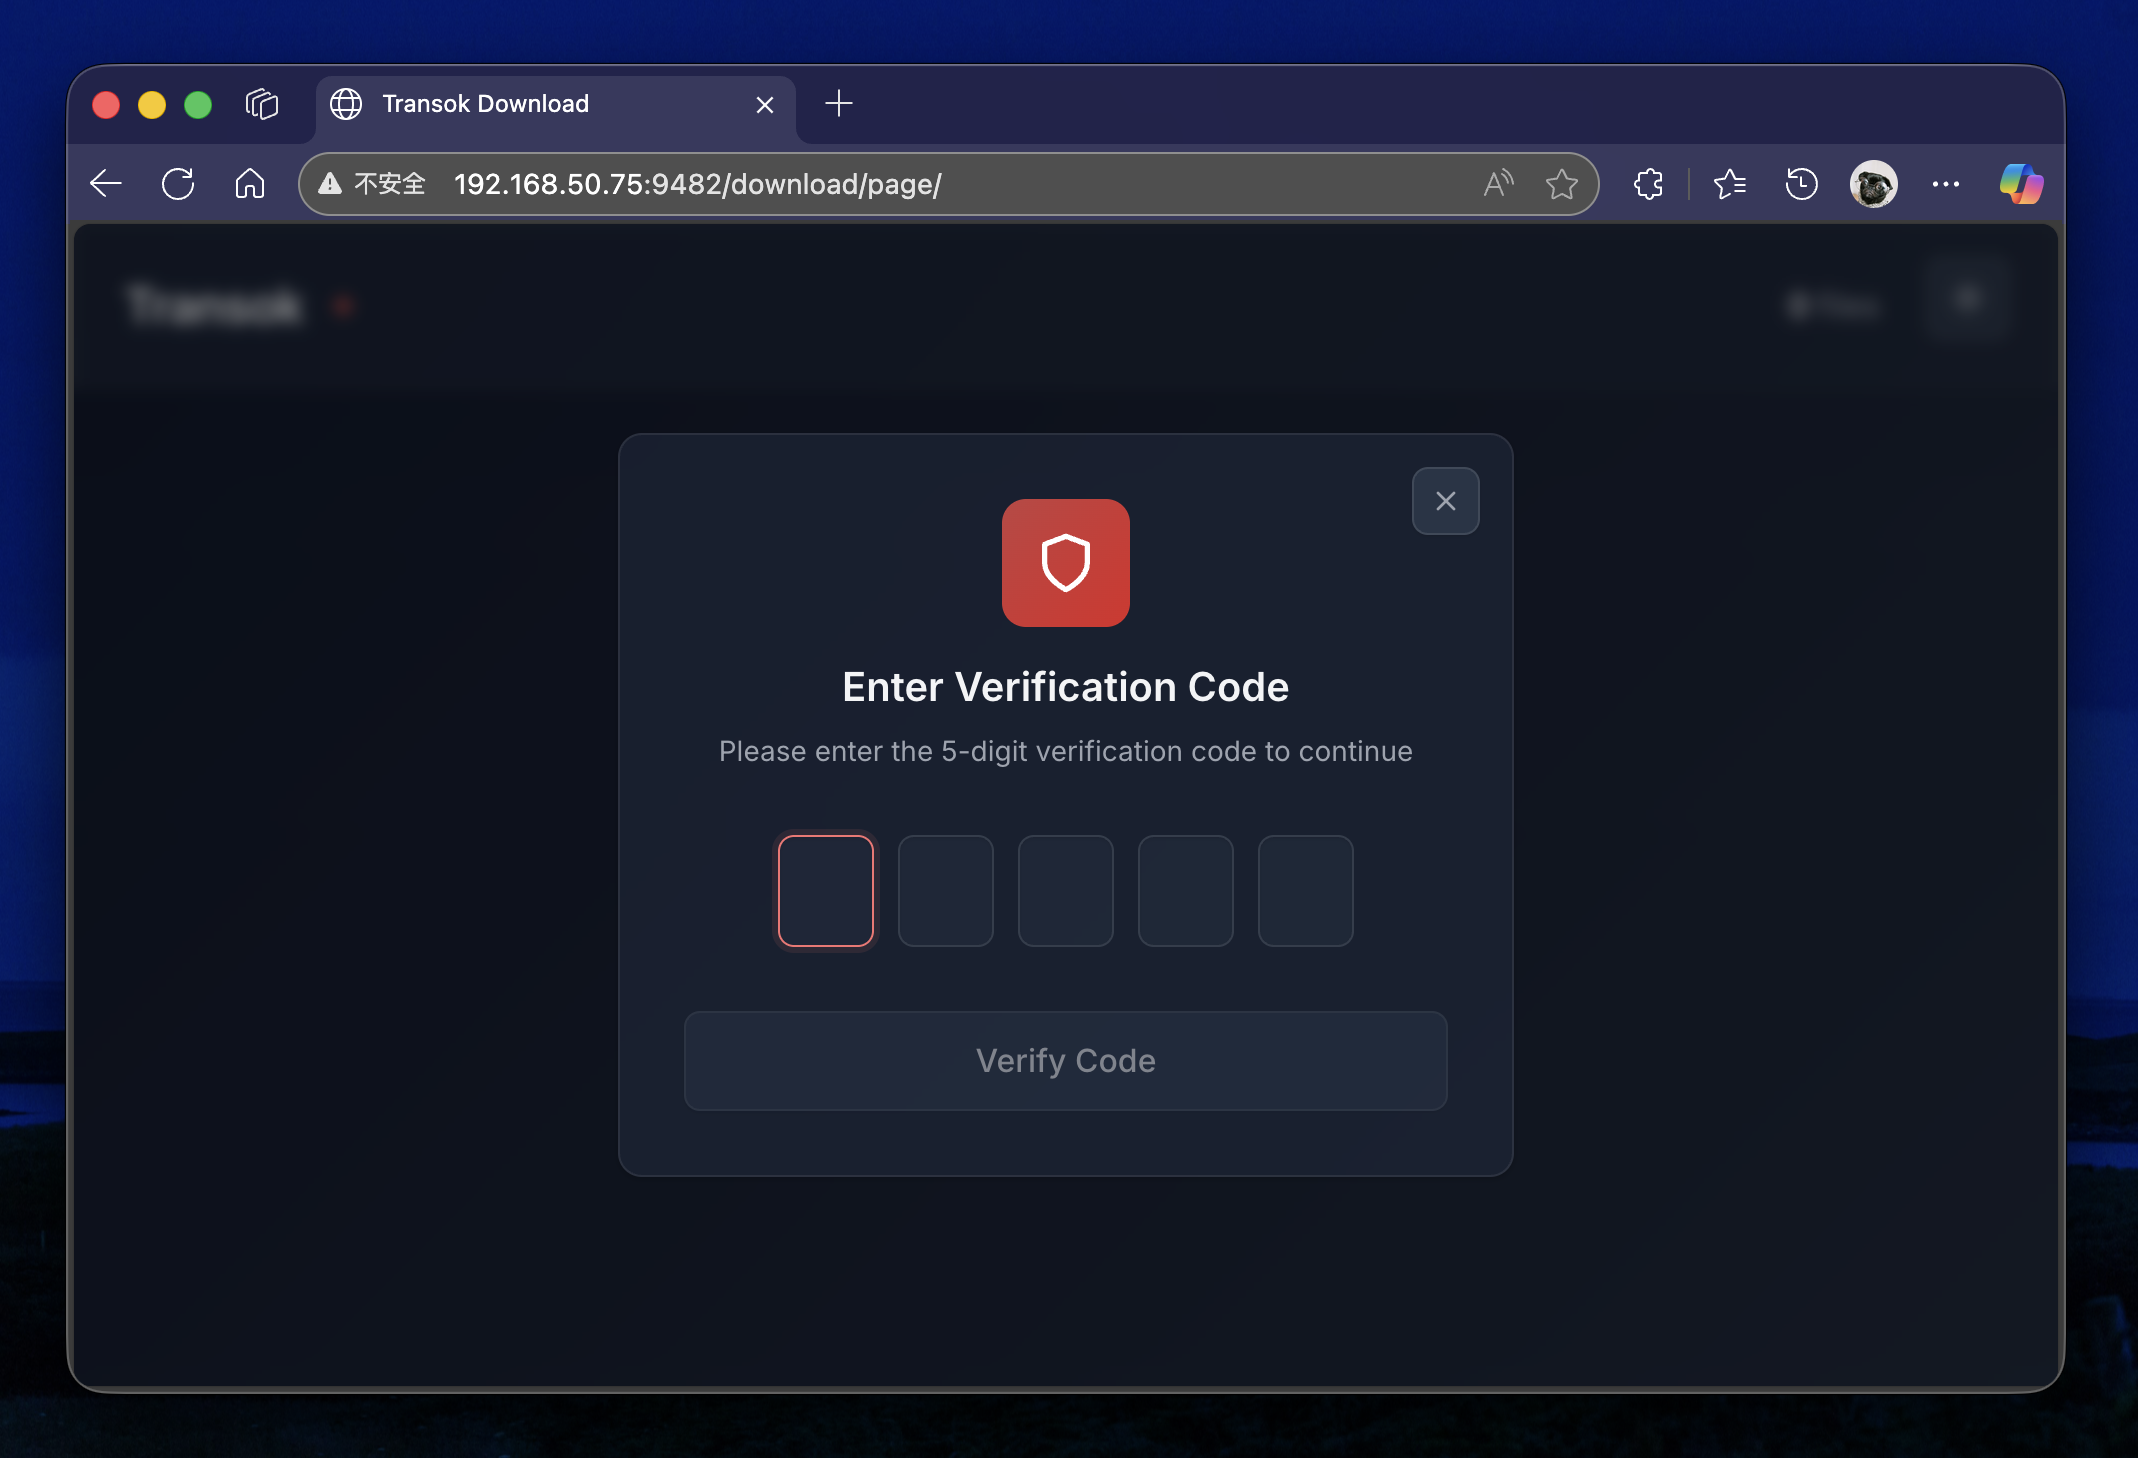 Transok Download
不安全 192.168.50.75:9482/download/page/
Transok
Enter Verification Code
Please enter the 5-digit verification code to continue
Verify Code